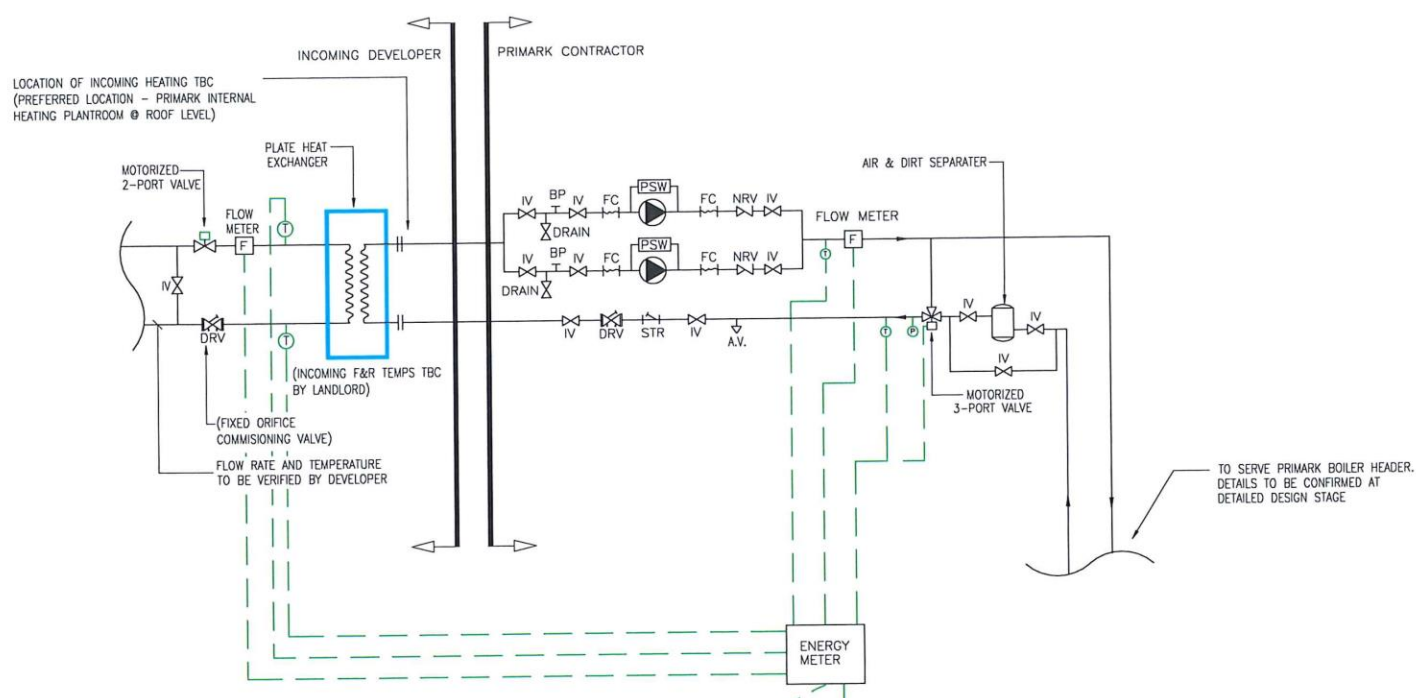 INCOMING DEVELOPER
PRIMARK CONTRACTOR
LOCATION OF INCOMING HEATING TBC
(PREFERRED LOCATION - PRIMARK INTERNAL
HEATING PLANTROOM @ ROOF LEVEL)
PLATE HEAT
EXCHANGER
MOTORIZED
2-PORT VALVE
FLOW
METER
F
T
IV
DRV
T
(INCOMING F&R TEMPS TBC
BY LANDLORD)
(FIXED ORIFICE
COMMISIONING VALVE)
FLOW RATE AND TEMPERATURE
TO BE VERIFIED BY DEVELOPER
IV
BP
IV
FC
PSW
FC
NRV
IV
DRAIN
IV
BP
IV
FC
PSW
FC
NRV
IV
DRAIN
FLOW METER
F
T
AIR & DIRT SEPARATER
IV
DRV
STR
IV
A.V.
T
P
IV
IV
IV
MOTORIZED
3-PORT VALVE
TO SERVE PRIMARK BOILER HEADER.
DETAILS TO BE CONFIRMED AT
DETAILED DESIGN STAGE
ENERGY
METER